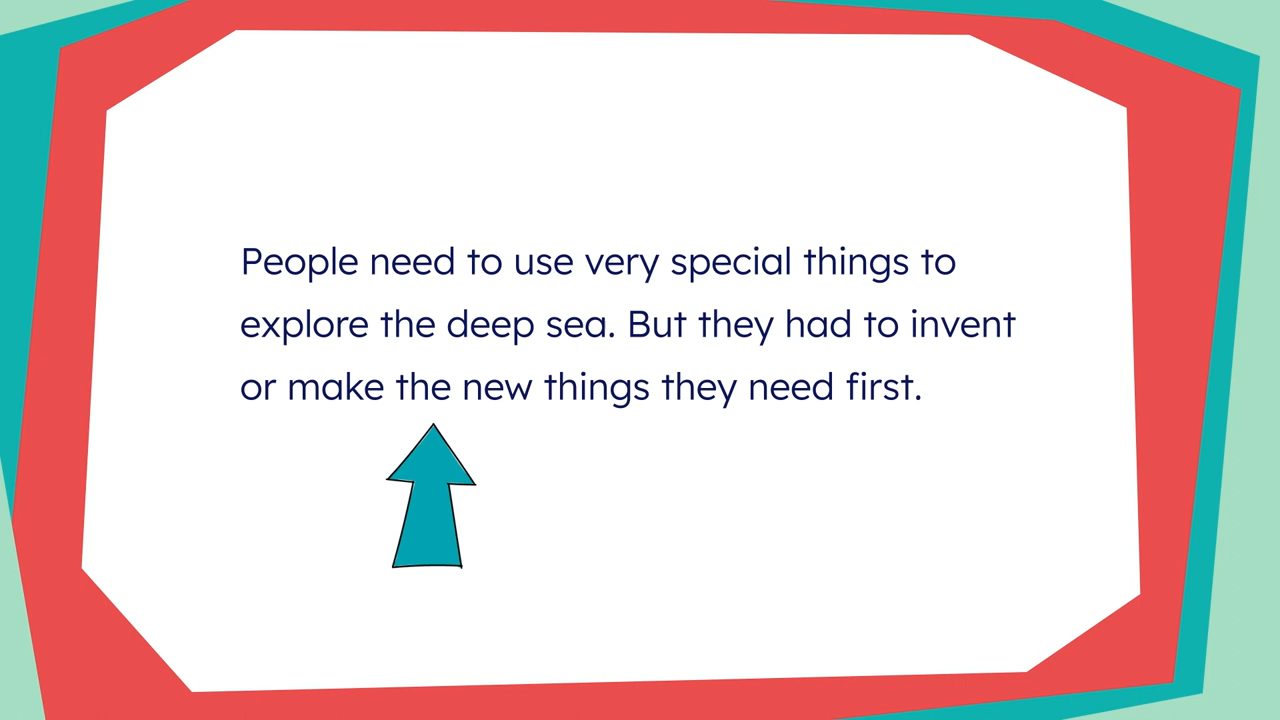 People need to use very special things to
explore the deep sea. But they had to invent
or make the new things they need first.